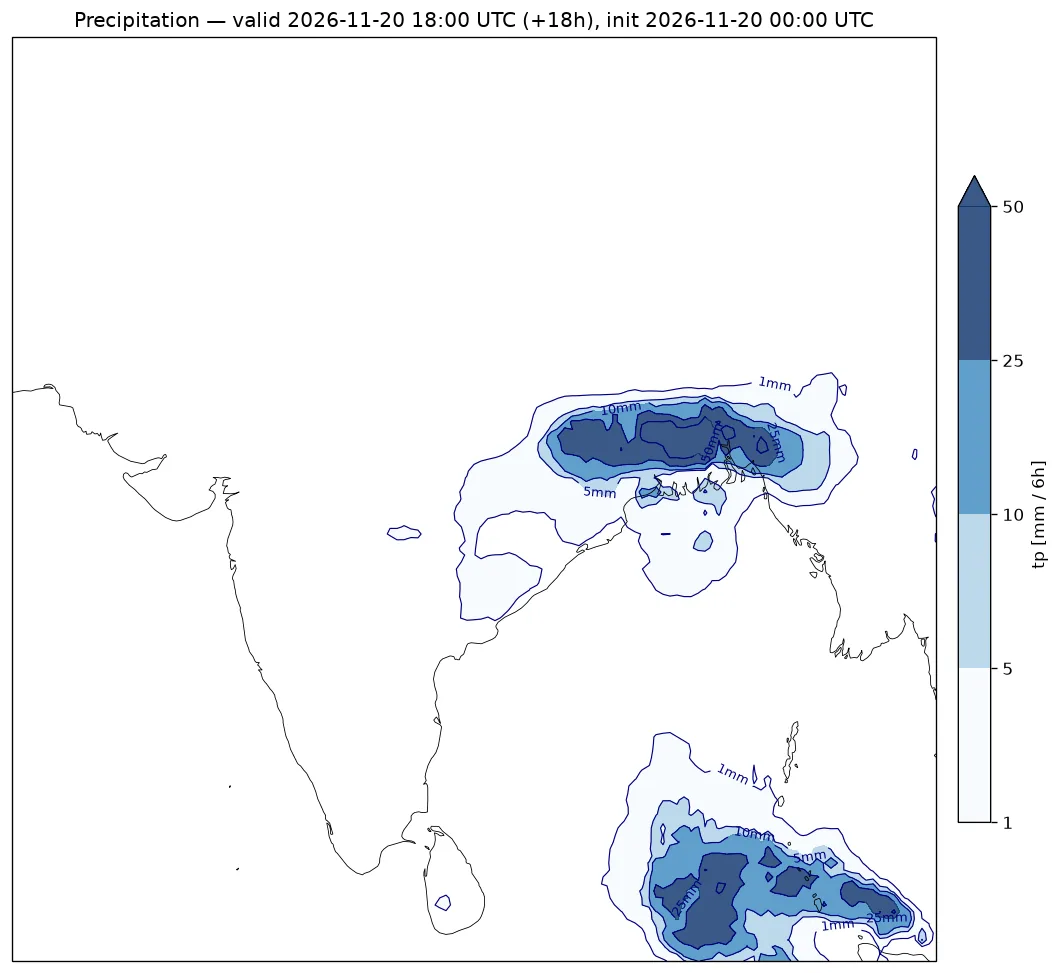 Precipitation — valid 2026-11-20 18:00 UTC (+18h), init 2026-11-20 00:00 UTC
50
25
10
5
1
tp [mm / 6h]
1mm
10mm
25mm
50mm
5mm
1mm
10mm
5mm
25mm
25mm
1mm